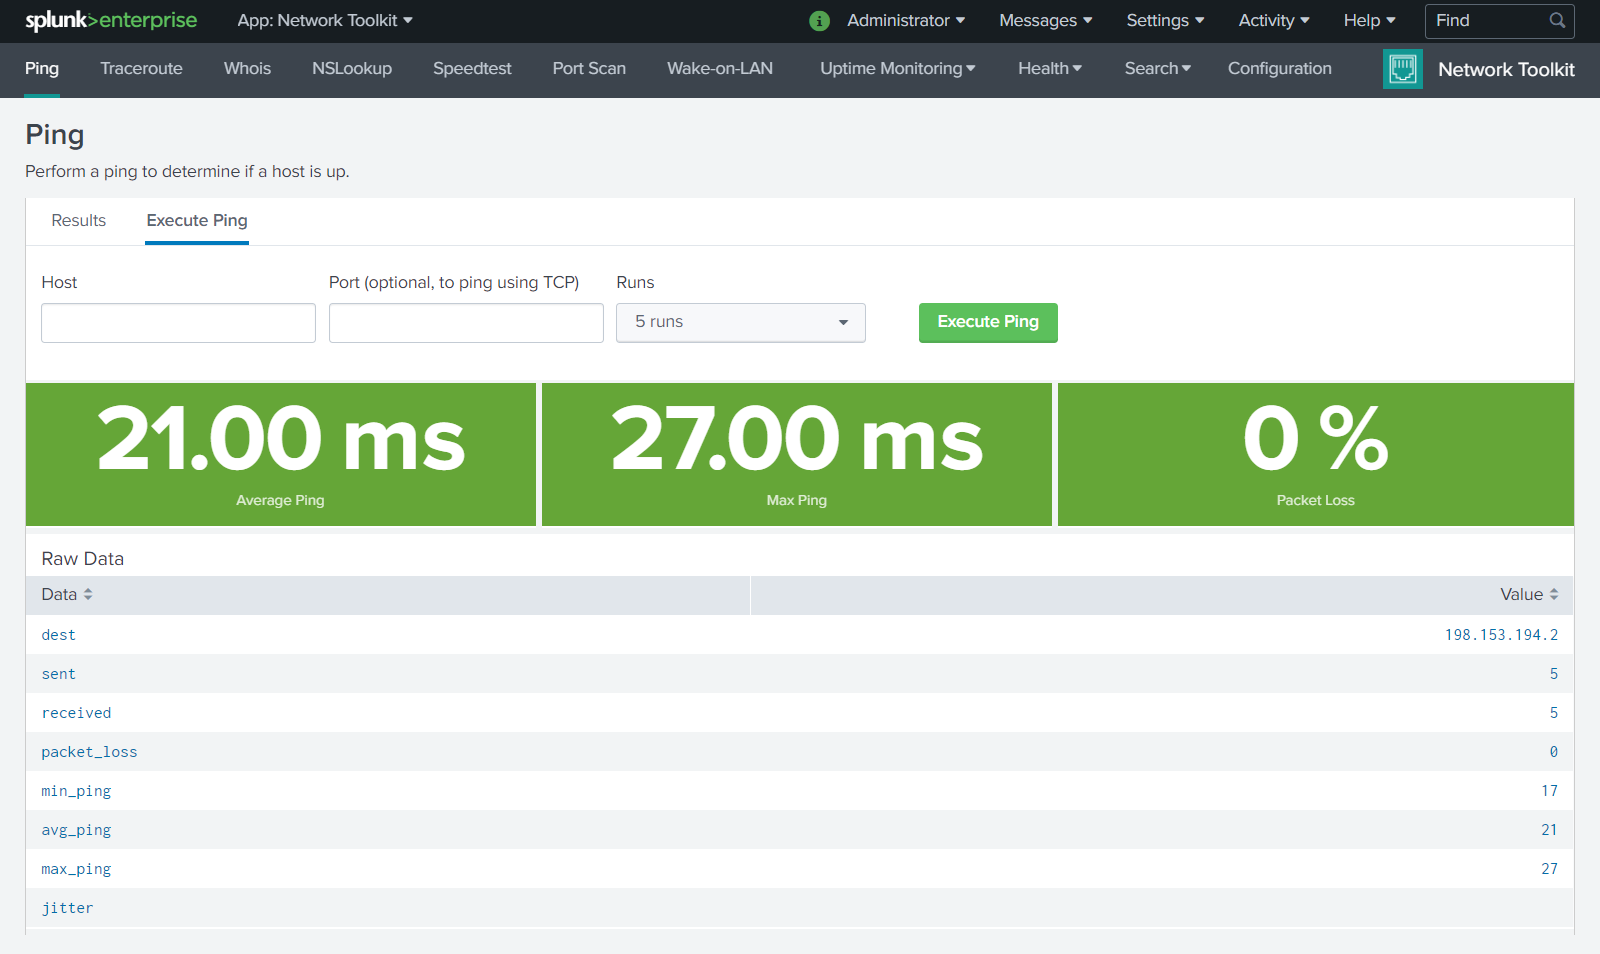 splunk>enterprise App: Network Toolkit i Administrator Messages Settings Activity Help Find
Ping Traceroute Whois NSLookup Speedtest Port Scan Wake-on-LAN Uptime Monitoring Health Search Configuration Network Toolkit
Ping
Perform a ping to determine if a host is up.
Results Execute Ping
Host Port (optional, to ping using TCP) Runs
5 runs Execute Ping
21.00 ms 27.00 ms 0 %
Average Ping Max Ping Packet Loss
Raw Data
Data Value
dest 198.153.194.2
sent 5
received 5
packet_loss 0
min_ping 17
avg_ping 21
max_ping 27
jitter